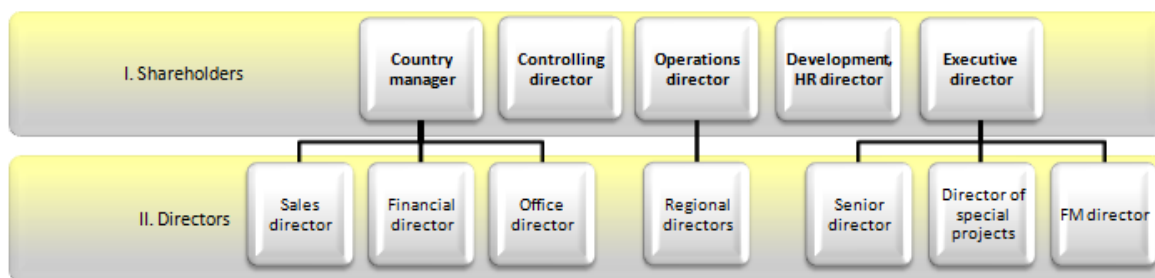 I. Shareholders
Country
manager
Controlling
director
Operations
director
Development,
HR director
Executive
director
II. Directors
Sales
director
Financial
director
Office
director
Regional
directors
Senior
director
Director of
special
projects
FM director